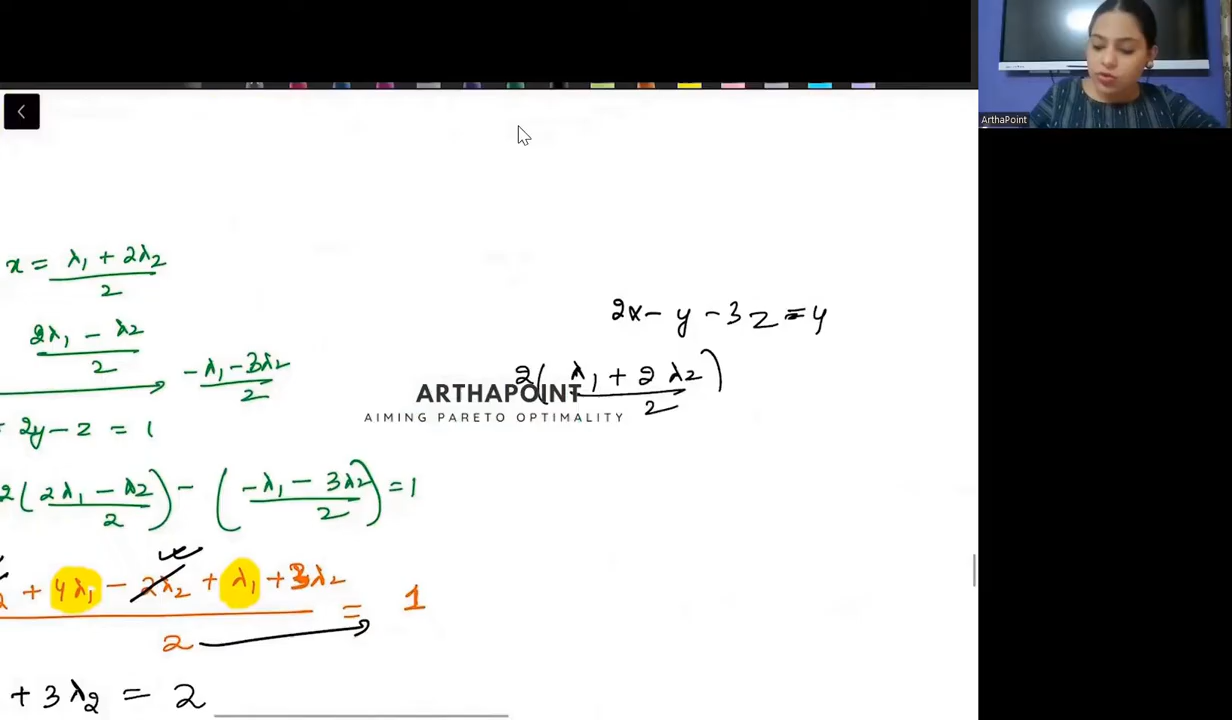 ArthaPoint
x = λ₁ + 2λ₂ / 2
2λ₁ - λ₂ / 2
-λ₁ - 3λ₂ / 2
2y - z = 1
2(2λ₁ - λ₂ / 2) - (-λ₁ - 3λ₂ / 2) = 1
+ 4λ₁ - 2λ₂ + λ₁ + 3λ₂ / 2 = 1
+ 3λ₂ = 2
2x - y - 3z = 4
2(λ₁ + 2λ₂ / 2)
ARTHAPOINT
AIMING PARETO OPTIMALITY